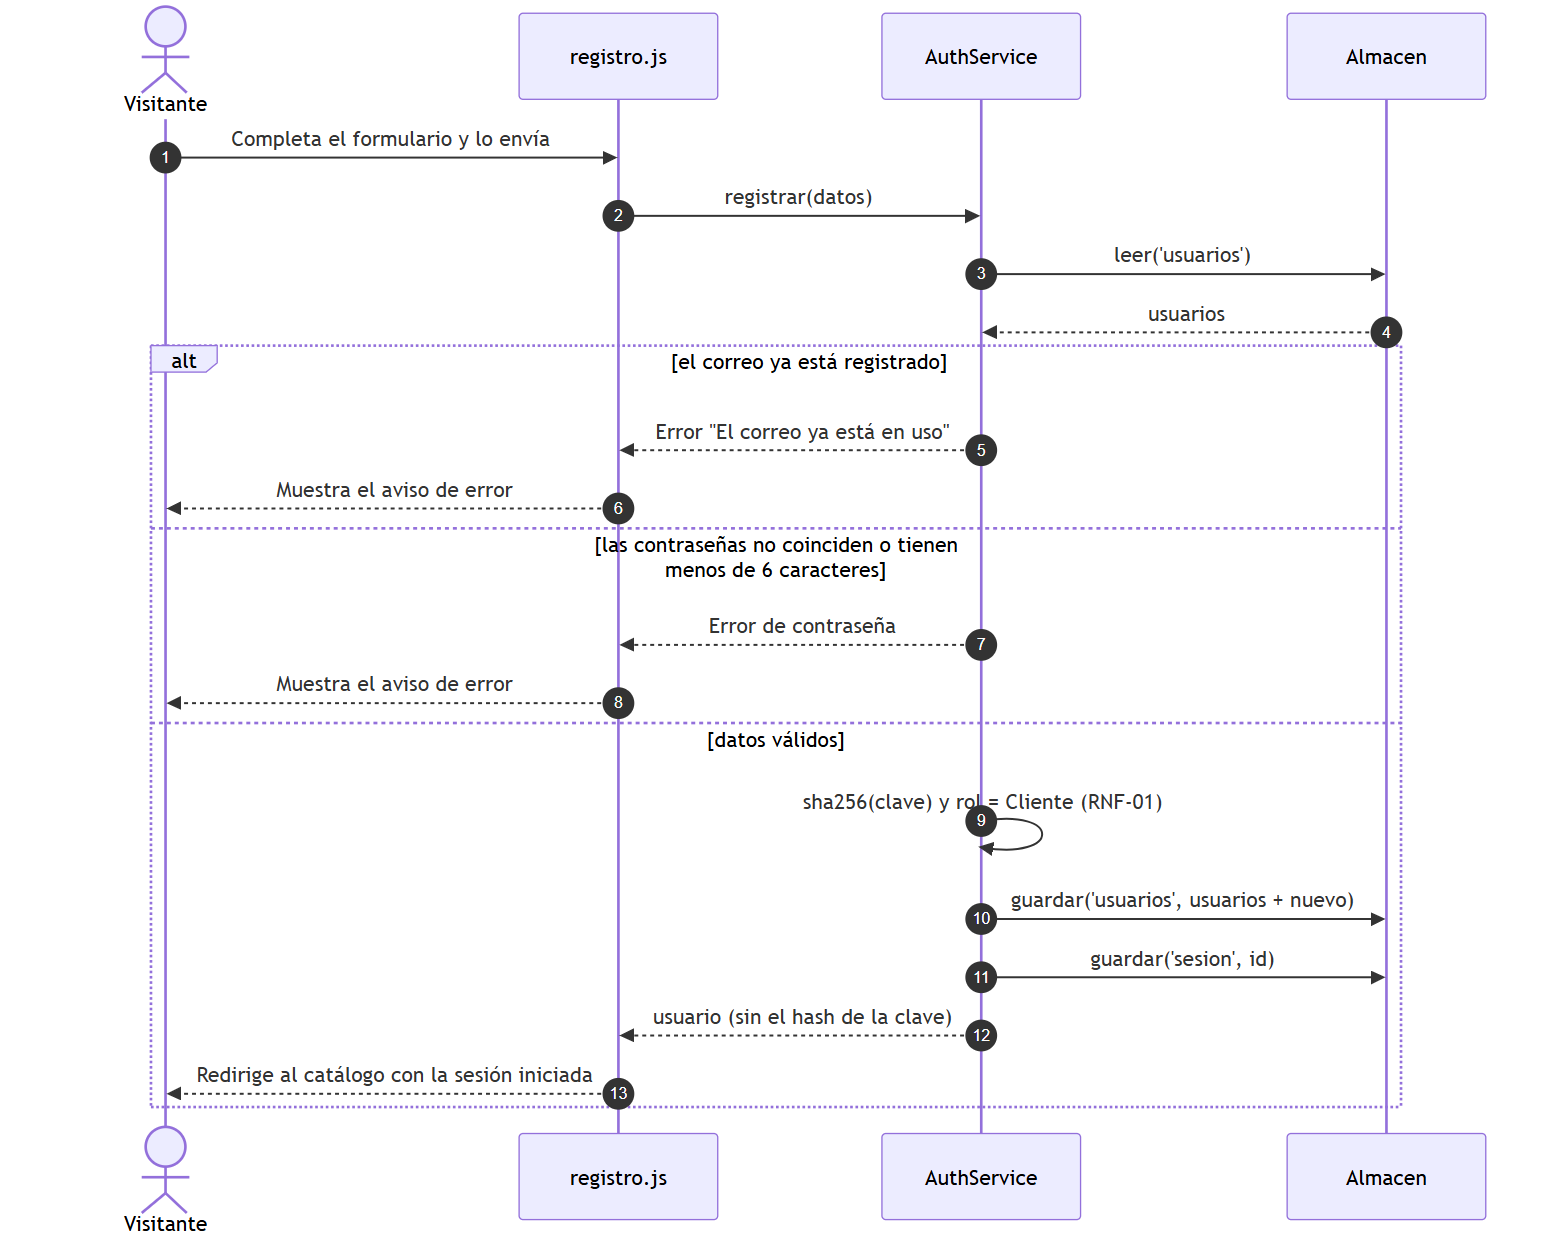 Visitante
registro.js
AuthService
Almacen
Completa el formulario y lo envía
1
registrar(datos)
2
leer('usuarios')
3
usuarios
4
alt
[el correo ya está registrado]
Error "El correo ya está en uso"
5
Muestra el aviso de error
6
[las contraseñas no coinciden o tienen
menos de 6 caracteres]
Error de contraseña
7
Muestra el aviso de error
8
[datos válidos]
sha256(clave) y rol = Cliente (RNF-01)
9
guardar('usuarios', usuarios + nuevo)
10
guardar('sesion', id)
11
usuario (sin el hash de la clave)
12
Redirige al catálogo con la sesión iniciada
13
Visitante
registro.js
AuthService
Almacen